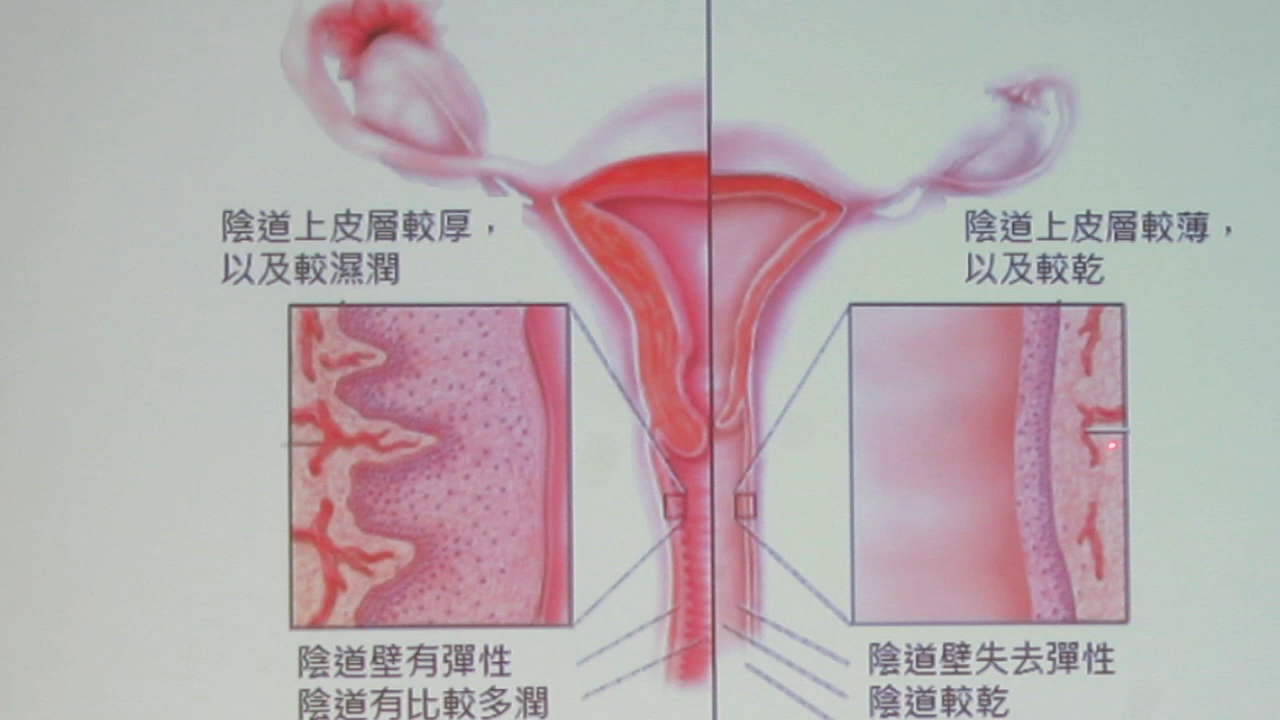 陰道上皮層較厚，
以及較濕潤
陰道上皮層較薄，
以及較乾
陰道壁有彈性
陰道有比較多潤
陰道壁失去彈性
陰道較乾